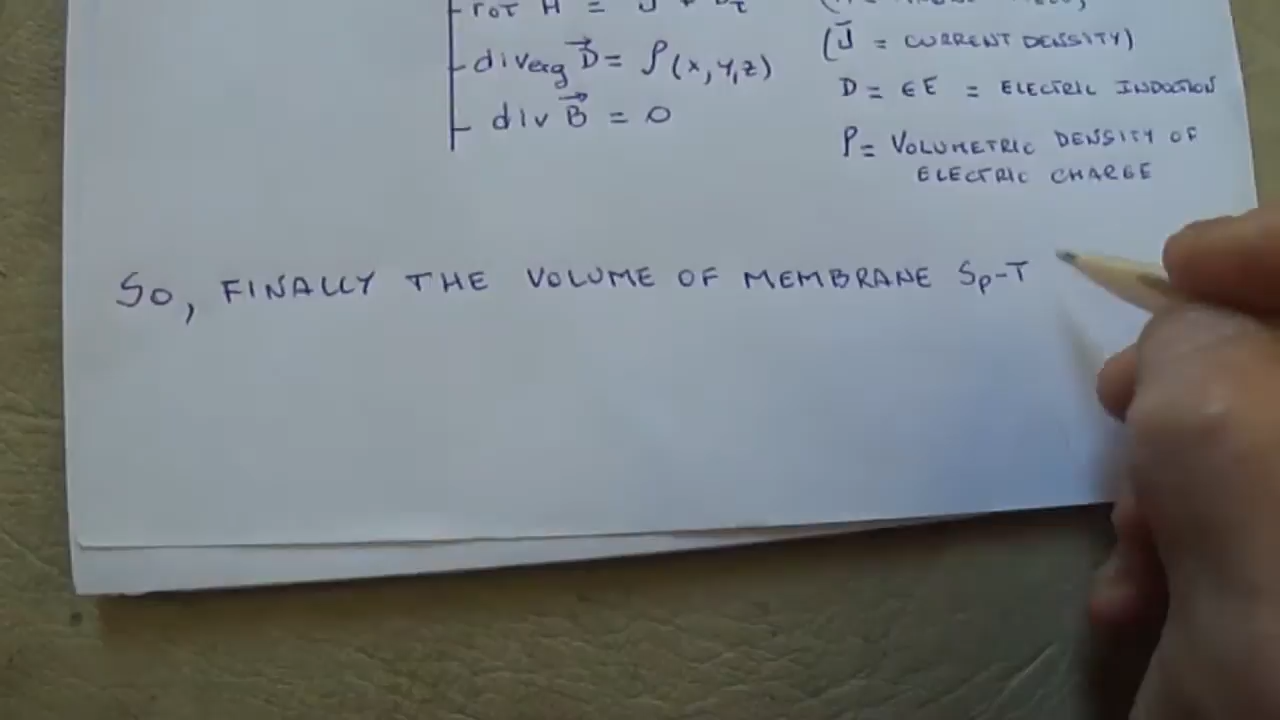 rot H =
(J̄ = CURRENT DENSITY)
diverg D⃗ = ρ(x,y,z)
D = ϵE = ELECTRIC INDUCTION
div B⃗ = 0
ρ = VOLUMETRIC DENSITY OF
ELECTRIC CHARGE
SO, FINALLY THE VOLUME OF MEMBRANE Sp-T